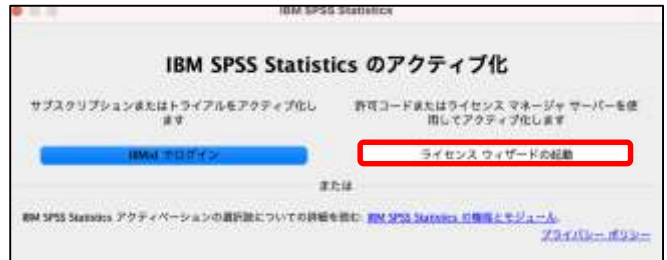 IBM SPSS Statistics
IBM SPSS Statistics のアクティブ化
サブスクリプションまたはトライアルをアクティブ化し
ます
許可コードまたはライセンス マネージャ サーバーを使
用してアクティブ化します
IBMid でログイン
ライセンス ウィザードの起動
または
IBM SPSS Statistics アクティベーションの選択肢についての詳細を読む: IBM SPSS Statistics の機能とモジュール.
プライバシー ポリシー